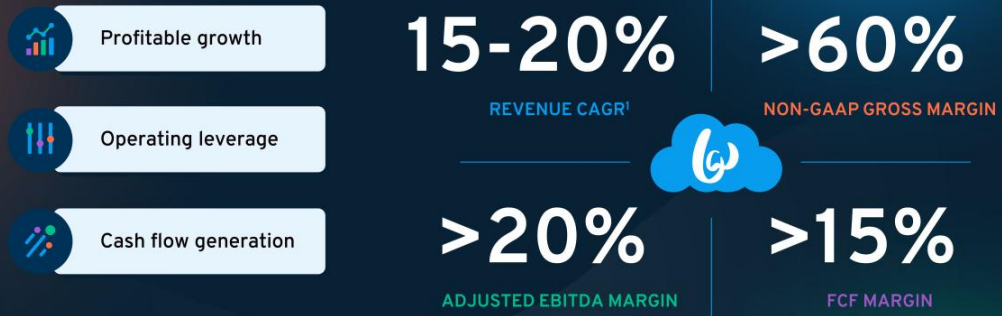 Profitable growth
Operating leverage
Cash flow generation
15-20%
REVENUE CAGR¹
>60%
NON-GAAP GROSS MARGIN
>20%
ADJUSTED EBITDA MARGIN
>15%
FCF MARGIN